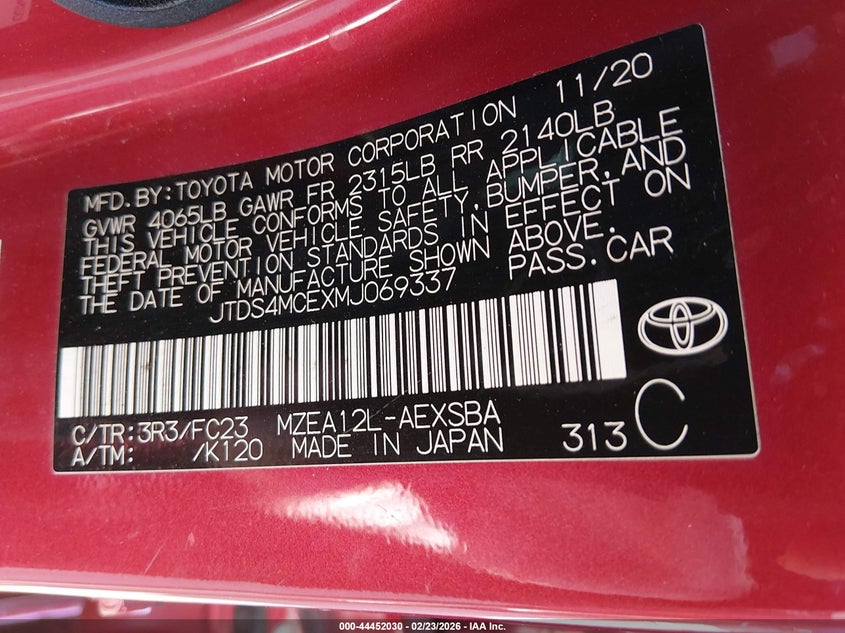 MFD.BY:TOYOTA MOTOR CORPORATION 11/20
GVWR 4065LB GAWR FR 2315LB RR 2140LB
THIS VEHICLE CONFORMS TO ALL APPLICABLE
FEDERAL MOTOR VEHICLE SAFETY,BUMPER,AND
THEFT PREVENTION STANDARDS IN EFFECT ON
THE DATE OF MANUFACTURE SHOWN ABOVE.
JTDS4MCEXMJ069337 PASS.CAR
C/TR:3R3/FC23 MZEA12L-AEXSBA
A/TM: /K120 MADE IN JAPAN 313 C
000-44452030 - 02/23/2026 - IAA Inc.